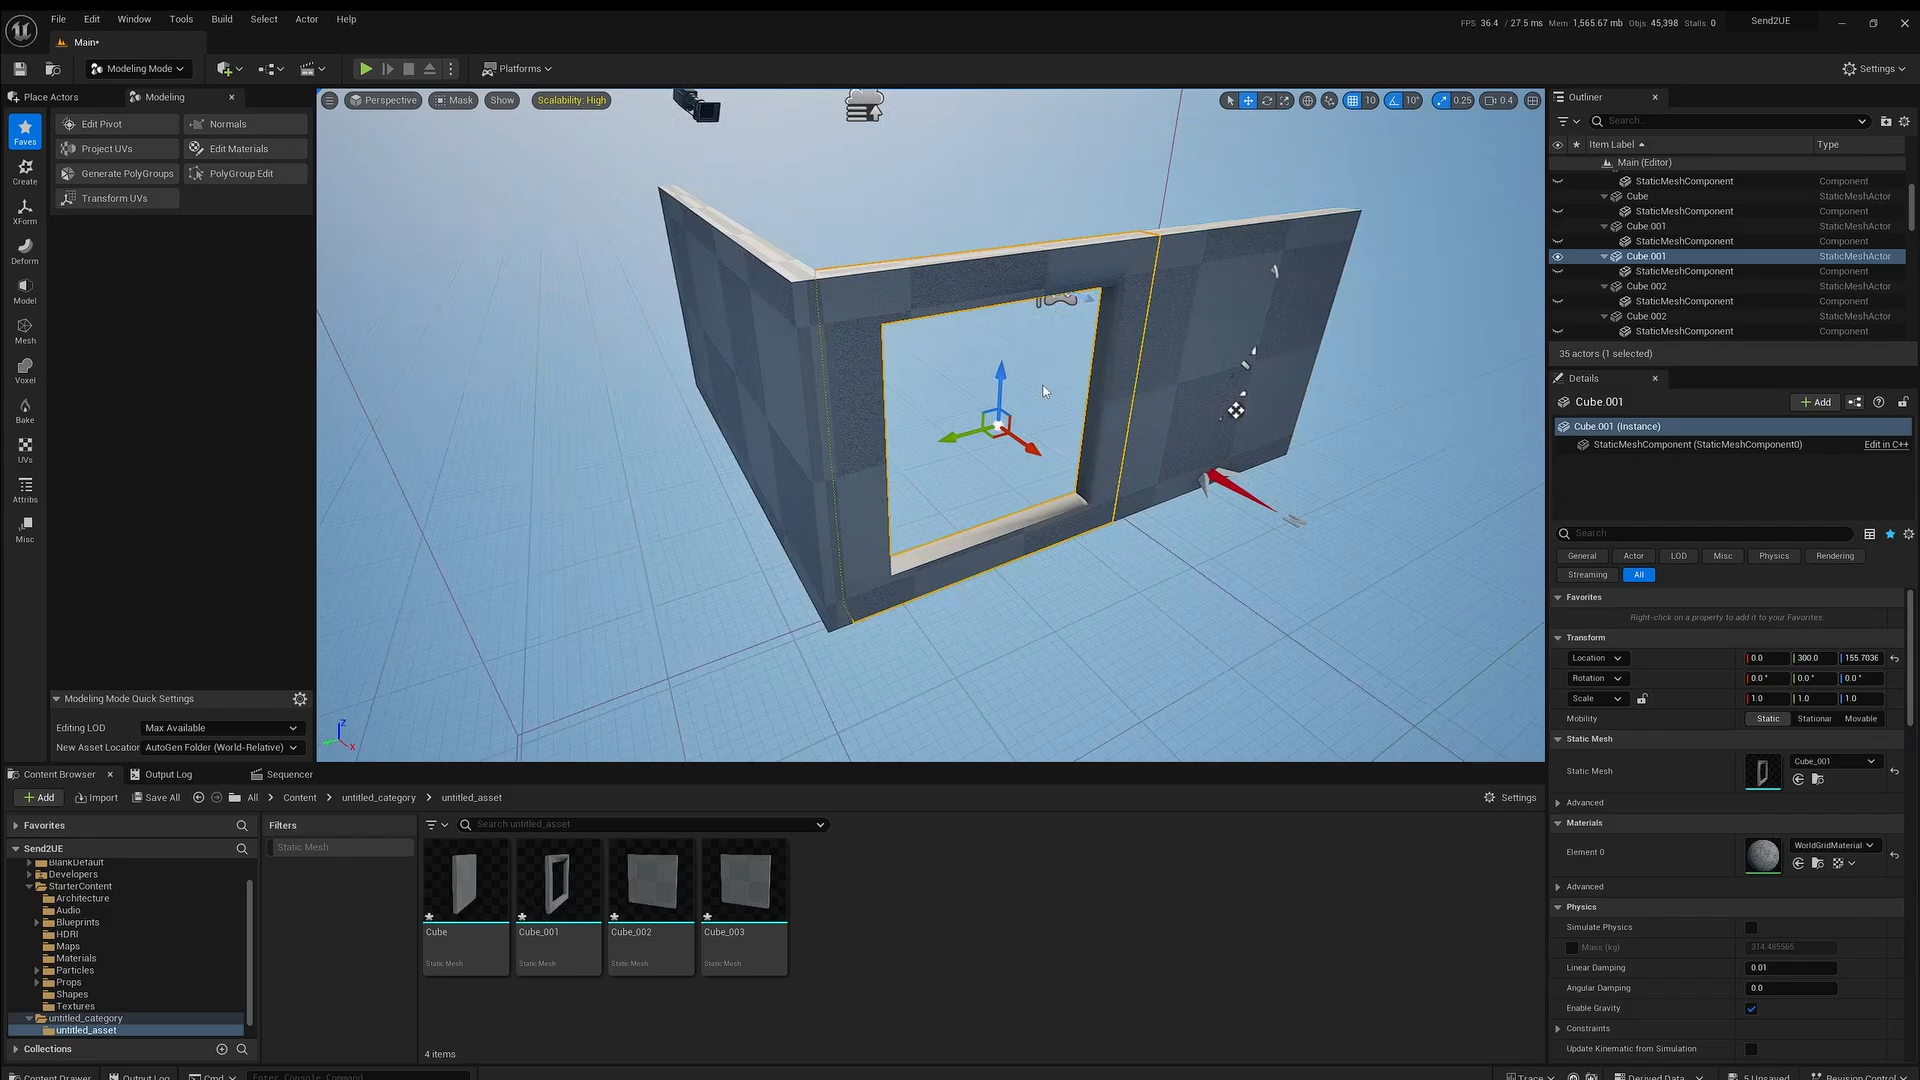 File Edit Window Tools Build Select Actor Help
FPS 36.4 / 27.5 ms Mem: 1,565.67 mb Objs: 45,398 Stalls: 0 Send2UE
Main•
Modeling Mode Platforms Settings
Place Actors Modeling
Perspective Mask Show Scalability: High 10 10° 0.25 0.4
Faves
Create
XForm
Deform
Model
Mesh
Voxel
Bake
UVs
Attribs
Misc
Edit Pivot Normals
Project UVs Edit Materials
Generate PolyGroups PolyGroup Edit
Transform UVs
Modeling Mode Quick Settings
Editing LOD Max Available
New Asset Location AutoGen Folder (World-Relative)
Z
X
Outliner
Search...
Item Label Type
Main (Editor)
StaticMeshComponent Component
Cube StaticMeshActor
StaticMeshComponent Component
Cube.001 StaticMeshActor
StaticMeshComponent Component
Cube.001 StaticMeshActor
StaticMeshComponent Component
Cube.002 StaticMeshActor
StaticMeshComponent Component
Cube.002 StaticMeshActor
StaticMeshComponent Component
35 actors (1 selected)
Details
Cube.001 Add
Cube.001 (Instance)
StaticMeshComponent (StaticMeshComponent0) Edit in C++
Search
General Actor LOD Misc Physics Rendering
Streaming All
Favorites
Right-click on a property to add it to your Favorites.
Transform
Location 0.0 300.0 155.7036
Rotation 0.0 ° 0.0 ° 0.0 °
Scale 1.0 1.0 1.0
Mobility Static Stationar Movable
Static Mesh
Static Mesh Cube_001
Advanced
Materials
Element 0 WorldGridMaterial
Advanced
Physics
Simulate Physics
Mass (kg) 314.485565
Linear Damping 0.01
Angular Damping 0.0
Enable Gravity
Constraints
Update Kinematic from Simulation
Content Browser Output Log Sequencer
Add Import Save All All Content untitled_category untitled_asset Settings
Favorites
Send2UE
BlankDefault
Developers
StarterContent
Architecture
Audio
Blueprints
HDRI
Maps
Materials
Particles
Props
Shapes
Textures
untitled_category
untitled_asset
Collections
Filters
Static Mesh
Search untitled_asset
Cube Cube_001 Cube_002 Cube_003
Static Mesh Static Mesh Static Mesh Static Mesh
4 items
Content Drawer Output Log Cmd Enter Console Command Trace Derived Data 5 Unsaved Revision Control